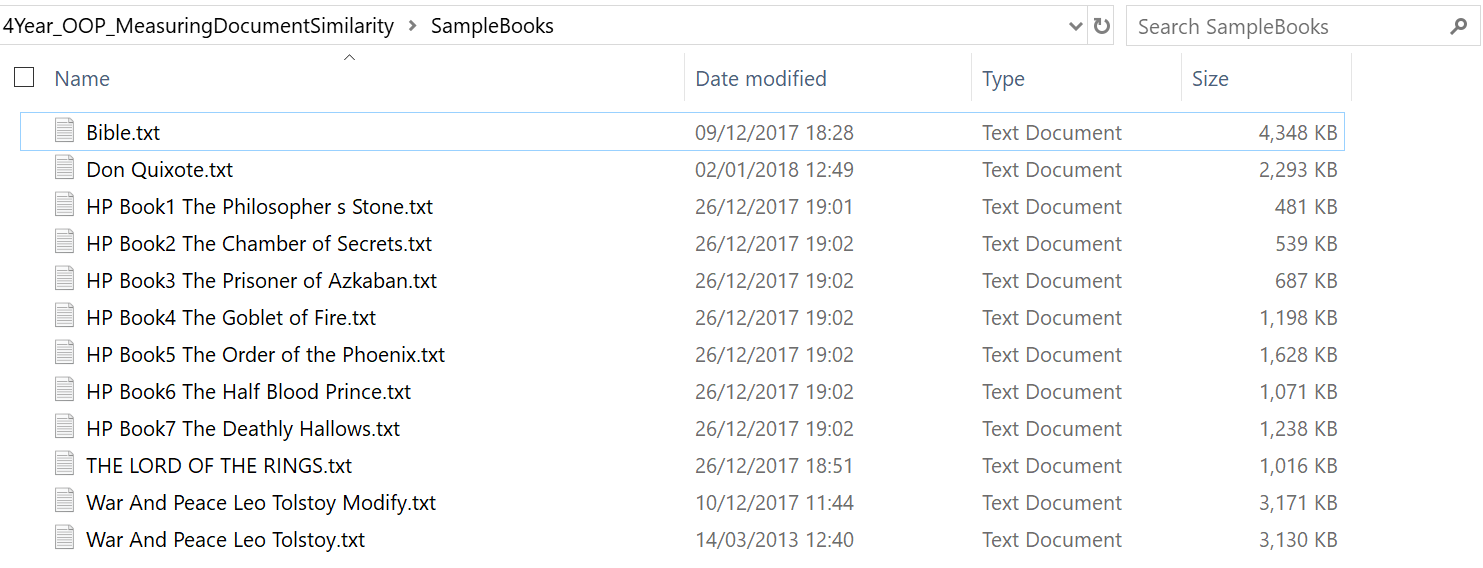 4Year_OOP_MeasuringDocumentSimilarity > SampleBooks Search SampleBooks
Name Date modified Type Size
Bible.txt 09/12/2017 18:28 Text Document 4,348 KB
Don Quixote.txt 02/01/2018 12:49 Text Document 2,293 KB
HP Book1 The Philosopher s Stone.txt 26/12/2017 19:01 Text Document 481 KB
HP Book2 The Chamber of Secrets.txt 26/12/2017 19:02 Text Document 539 KB
HP Book3 The Prisoner of Azkaban.txt 26/12/2017 19:02 Text Document 687 KB
HP Book4 The Goblet of Fire.txt 26/12/2017 19:02 Text Document 1,198 KB
HP Book5 The Order of the Phoenix.txt 26/12/2017 19:02 Text Document 1,628 KB
HP Book6 The Half Blood Prince.txt 26/12/2017 19:02 Text Document 1,071 KB
HP Book7 The Deathly Hallows.txt 26/12/2017 19:02 Text Document 1,238 KB
THE LORD OF THE RINGS.txt 26/12/2017 18:51 Text Document 1,016 KB
War And Peace Leo Tolstoy Modify.txt 10/12/2017 11:44 Text Document 3,171 KB
War And Peace Leo Tolstoy.txt 14/03/2013 12:40 Text Document 3,130 KB